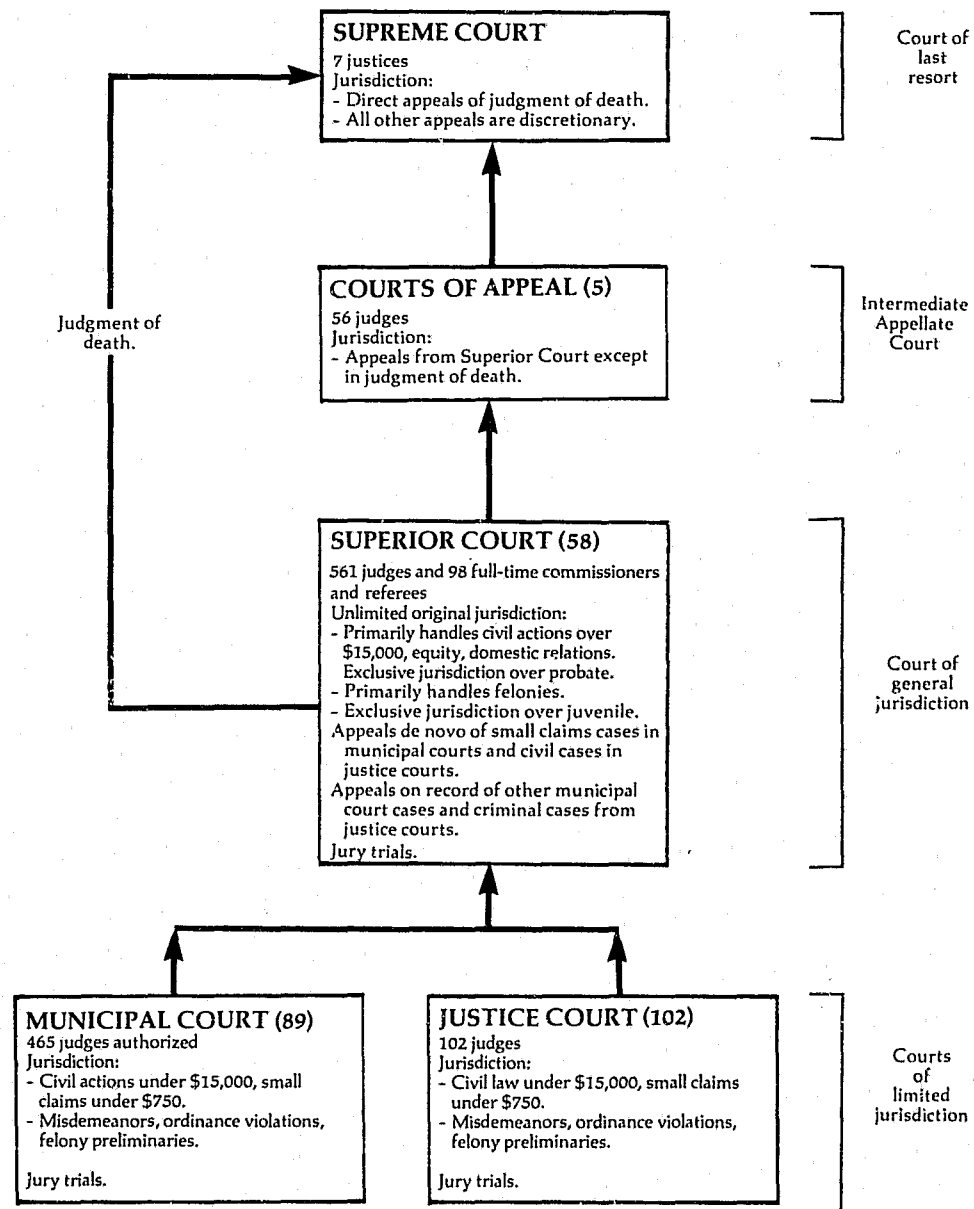 SUPREME COURT
7 justices
Jurisdiction:
- Direct appeals of judgment of death.
- All other appeals are discretionary.
Court of
last
resort
COURTS OF APPEAL (5)
56 judges
Jurisdiction:
- Appeals from Superior Court except
in judgment of death.
Intermediate
Appellate
Court
Judgment of
death.
SUPERIOR COURT (58)
561 judges and 98 full-time commissioners
and referees
Unlimited original jurisdiction:
- Primarily handles civil actions over
$15,000, equity, domestic relations.
Exclusive jurisdiction over probate.
- Primarily handles felonies.
- Exclusive jurisdiction over juvenile.
Appeals de novo of small claims cases in
municipal courts and civil cases in
justice courts.
Appeals on record of other municipal
court cases and criminal cases from
justice courts.
Jury trials.
Court of
general
jurisdiction
MUNICIPAL COURT (89)
465 judges authorized
Jurisdiction:
- Civil actions under $15,000, small
claims under $750.
- Misdemeanors, ordinance violations,
felony preliminaries.
Jury trials.
JUSTICE COURT (102)
102 judges
Jurisdiction:
- Civil law under $15,000, small claims
under $750.
- Misdemeanors, ordinance violations,
felony preliminaries.
Jury trials.
Courts
of
limited
jurisdiction